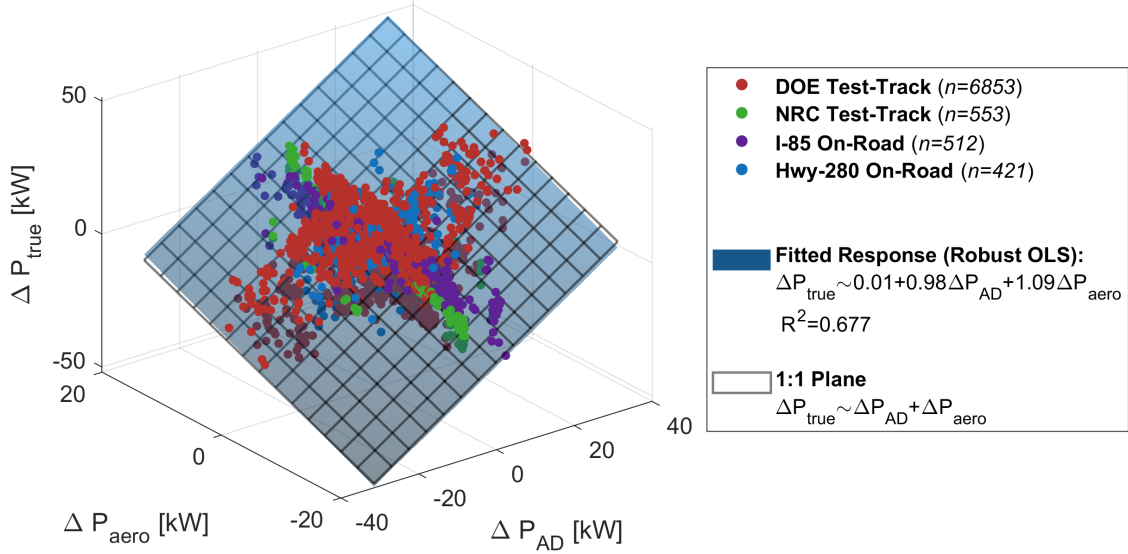 50
0
-50
Δ P_true [kW]
20
0
-20
Δ P_aero [kW]
-40
-20
0
20
40
Δ P_AD [kW]
DOE Test-Track (n=6853)
NRC Test-Track (n=553)
I-85 On-Road (n=512)
Hwy-280 On-Road (n=421)
Fitted Response (Robust OLS):
ΔP_true~0.01+0.98ΔP_AD+1.09ΔP_aero
R²=0.677
1:1 Plane
ΔP_true~ΔP_AD+ΔP_aero